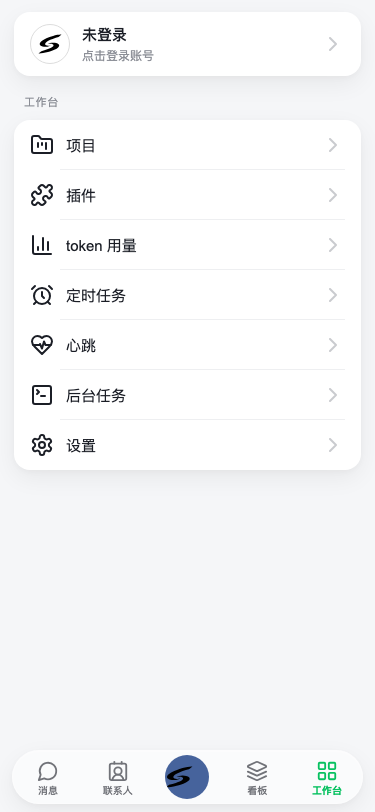 未登录
点击登录账号
工作台
项目
插件
token 用量
定时任务
心跳
后台任务
设置
消息
联系人
看板
工作台